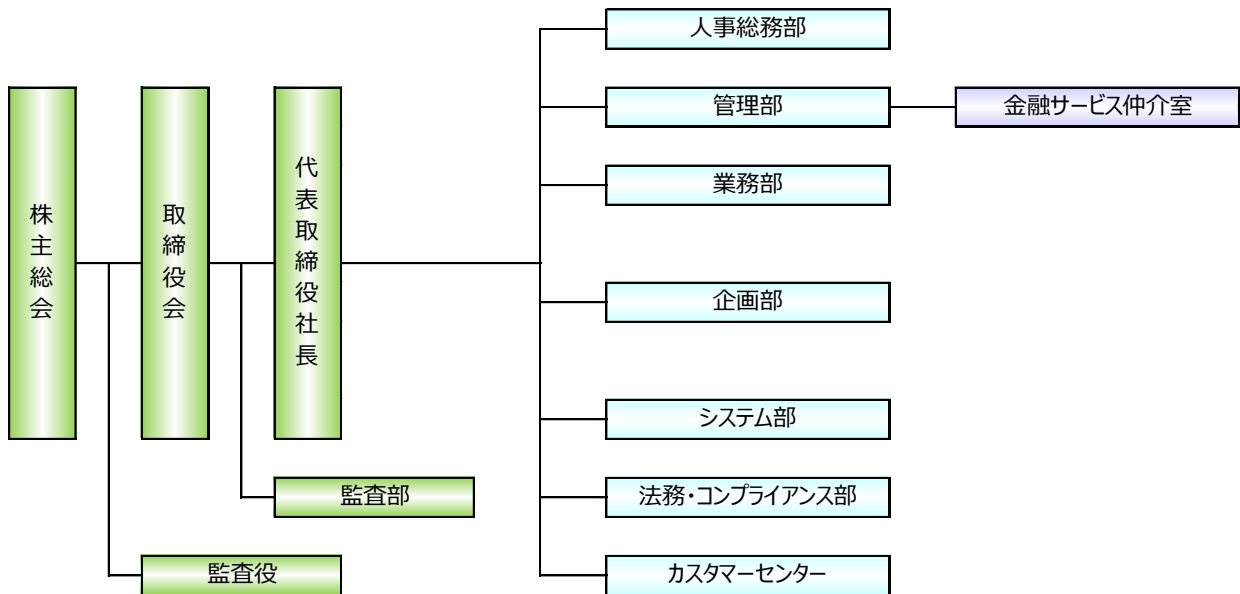 株主総会
取締役会
代表取締役社長
監査部
監査役
人事総務部
管理部
金融サービス仲介室
業務部
企画部
システム部
法務・コンプライアンス部
カスタマーセンター